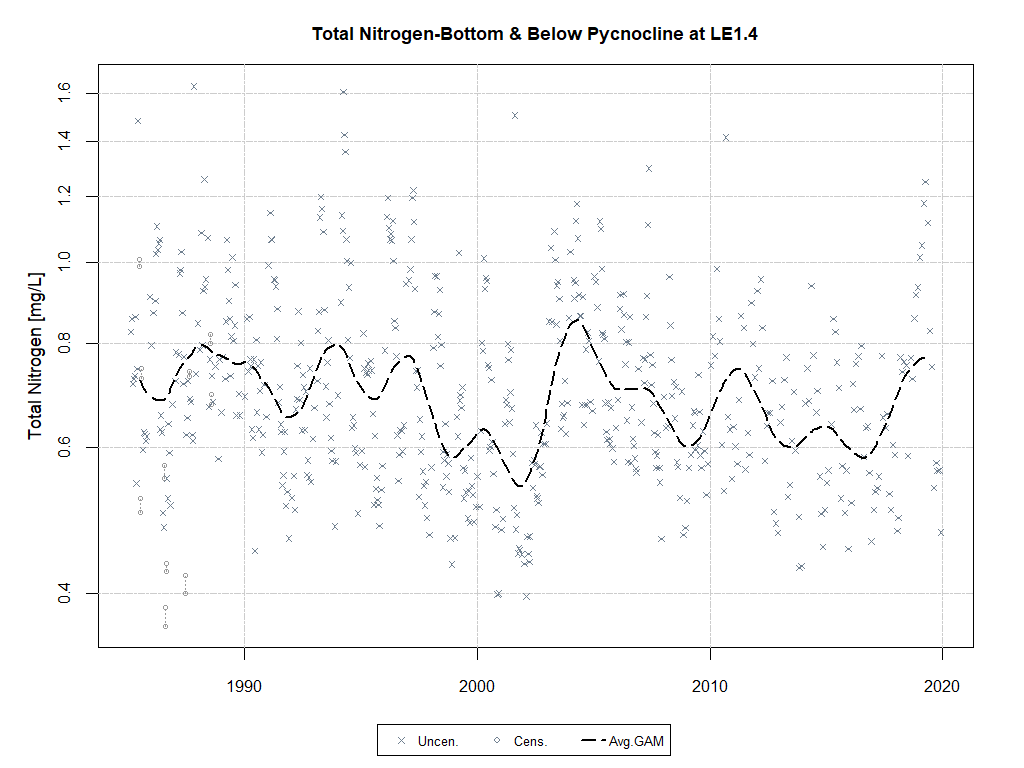 Total Nitrogen-Bottom & Below Pycnocline at LE1.4
Total Nitrogen [mg/L]
1.6
1.4
1.2
1.0
0.8
0.6
0.4
1990 2000 2010 2020
Uncen. Cens. Avg.GAM